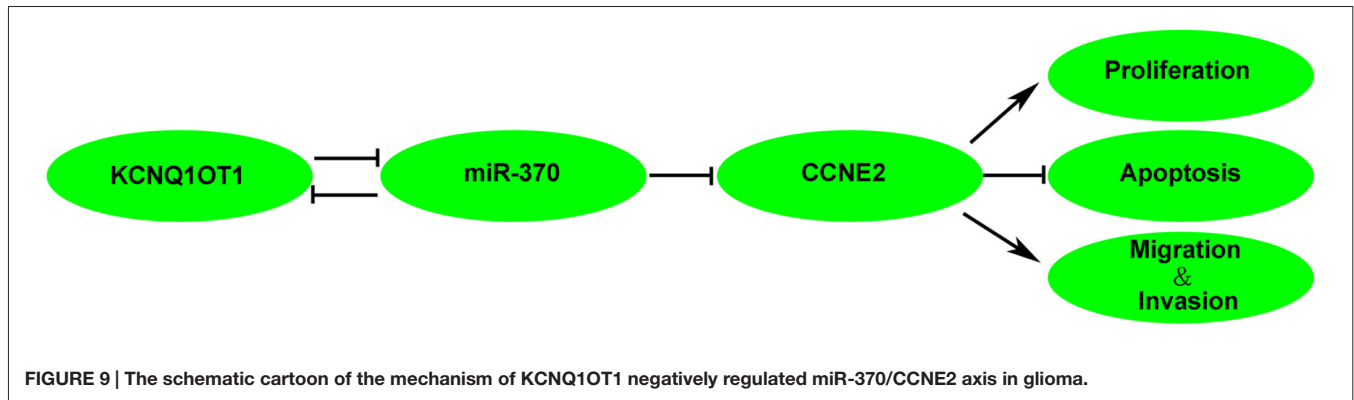 KCNQ1OT1
miR-370
CCNE2
Proliferation
Apoptosis
Migration
&
Invasion
FIGURE 9 | The schematic cartoon of the mechanism of KCNQ1OT1 negatively regulated miR-370/CCNE2 axis in glioma.